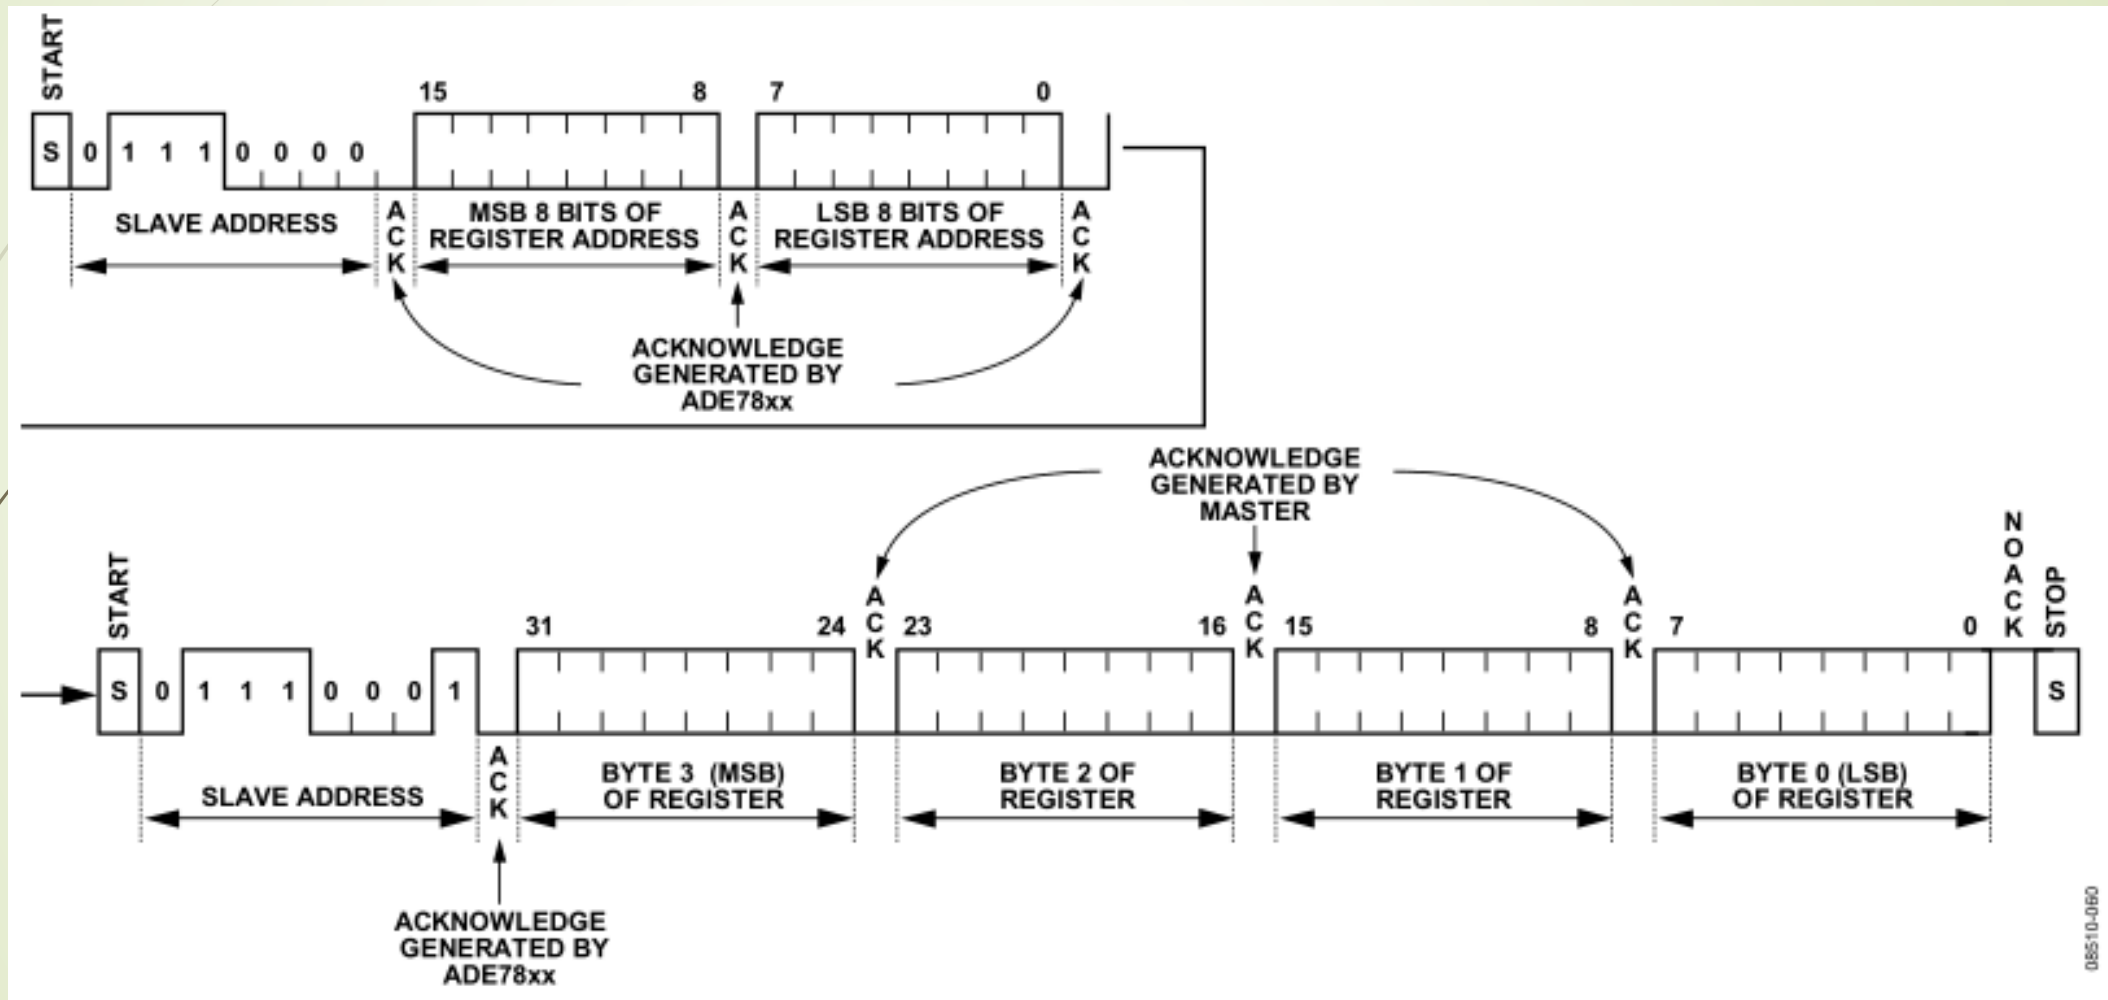 START
15 8 7 0
S 0 1 1 1 0 0 0 0
SLAVE ADDRESS
ACK
MSB 8 BITS OF
REGISTER ADDRESS
ACK
LSB 8 BITS OF
REGISTER ADDRESS
ACK
ACKNOWLEDGE
GENERATED BY
ADE78xx
ACKNOWLEDGE
GENERATED BY
MASTER
START
31 24
ACK
23 16
ACK
15 8
ACK
7 0
NOACK
STOP
S 0 1 1 1 0 0 0 1
S
SLAVE ADDRESS
ACK
BYTE 3 (MSB)
OF REGISTER
BYTE 2 OF
REGISTER
BYTE 1 OF
REGISTER
BYTE 0 (LSB)
OF REGISTER
ACKNOWLEDGE
GENERATED BY
ADE78xx
08510-060